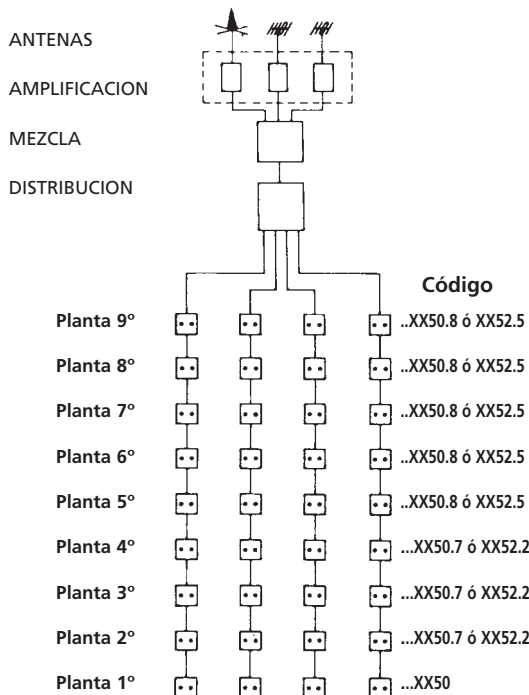 ANTENAS
AMPLIFICACION
MEZCLA
DISTRIBUCION
Código
Planta 9º ..XX50.8 ó XX52.5
Planta 8º ..XX50.8 ó XX52.5
Planta 7º ..XX50.8 ó XX52.5
Planta 6º ..XX50.8 ó XX52.5
Planta 5º ..XX50.8 ó XX52.5
Planta 4º ...XX50.7 ó XX52.2
Planta 3º ...XX50.7 ó XX52.2
Planta 2º ...XX50.7 ó XX52.2
Planta 1º ...XX50